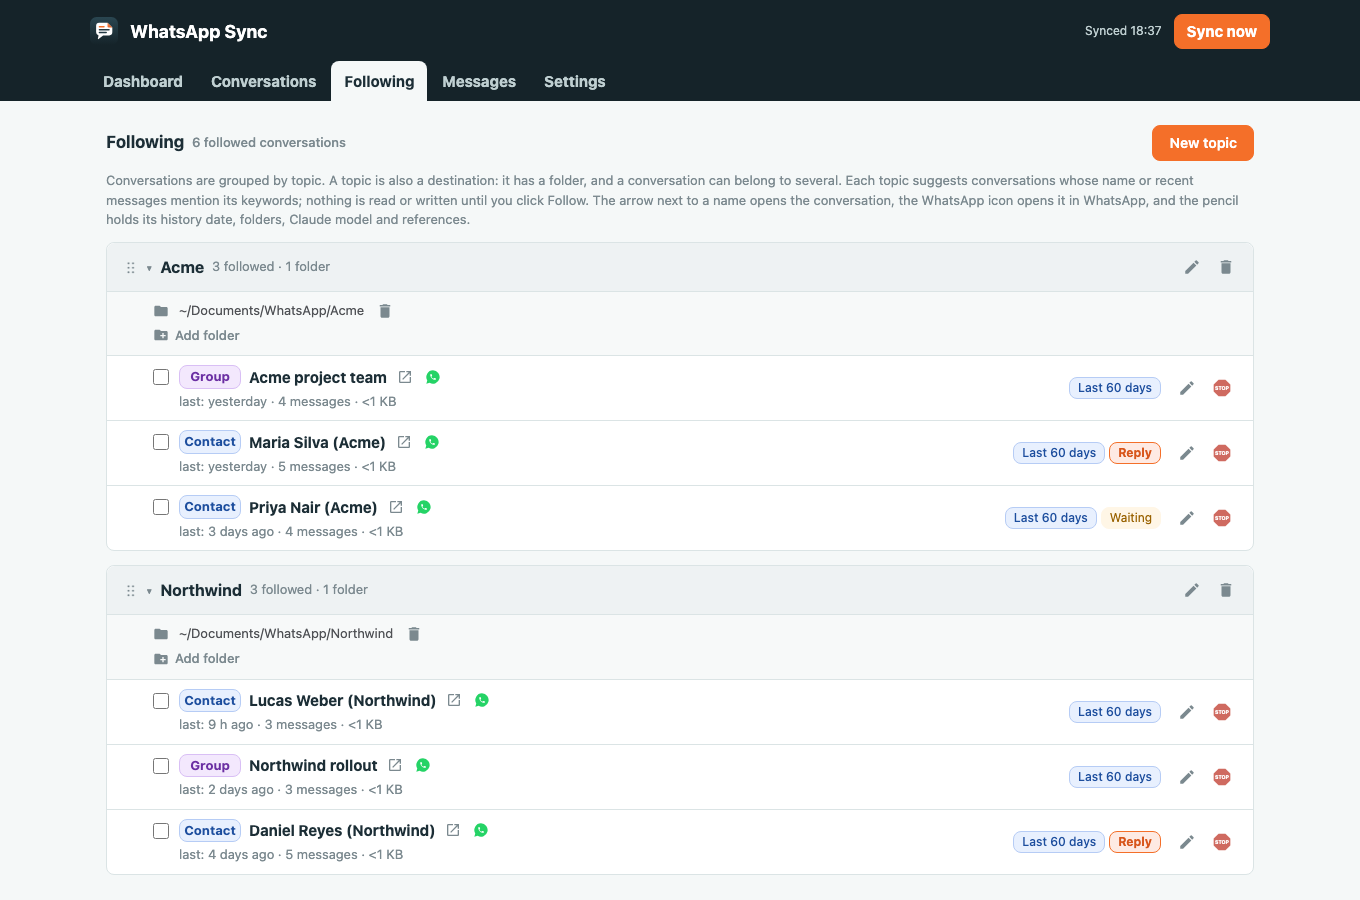 WhatsApp Sync
Synced 18:37
Sync now
Dashboard
Conversations
Following
Messages
Settings
Following
6 followed conversations
New topic
Conversations are grouped by topic. A topic is also a destination: it has a folder, and a conversation can belong to several. Each topic suggests conversations whose name or recent
messages mention its keywords; nothing is read or written until you click Follow. The arrow next to a name opens the conversation, the WhatsApp icon opens it in WhatsApp, and the pencil
holds its history date, folders, Claude model and references.
Acme
3 followed · 1 folder
~/Documents/WhatsApp/Acme
Add folder
Group
Acme project team
last: yesterday · 4 messages · <1 KB
Last 60 days
STOP
Contact
Maria Silva (Acme)
last: yesterday · 5 messages · <1 KB
Last 60 days
Reply
STOP
Contact
Priya Nair (Acme)
last: 3 days ago · 4 messages · <1 KB
Last 60 days
Waiting
STOP
Northwind
3 followed · 1 folder
~/Documents/WhatsApp/Northwind
Add folder
Contact
Lucas Weber (Northwind)
last: 9 h ago · 3 messages · <1 KB
Last 60 days
STOP
Group
Northwind rollout
last: 2 days ago · 3 messages · <1 KB
Last 60 days
STOP
Contact
Daniel Reyes (Northwind)
last: 4 days ago · 5 messages · <1 KB
Last 60 days
Reply
STOP